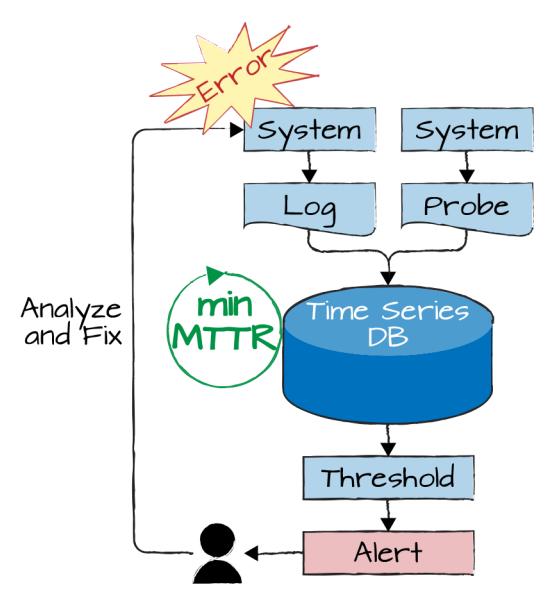 Error
System
System
Log
Probe
Analyze
and Fix
min
MTTR
Time Series
DB
Threshold
Alert